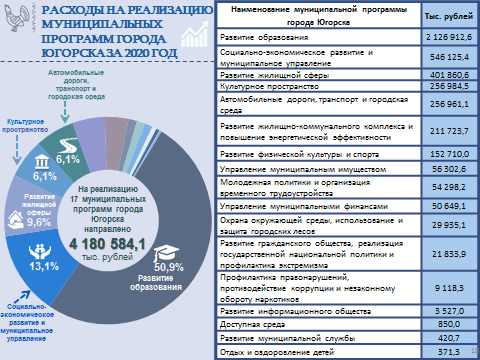 РАСХОДЫ НА РЕАЛИЗАЦИЮ
МУНИЦИПАЛЬНЫХ
ПРОГРАММ ГОРОДА
ЮГОРСКА ЗА 2020 ГОД
Автомобильные
дороги,
транспорт и
городская среда
Культурное
пространство
6,1%
6,1%
Развитие
жилищной
сферы
9,6%
13,1%
Социально-
экономическое
развитие и
муниципальное
управление
На реализацию
17 муниципальных
программ города
Югорска
направлено
4 180 584,1
тыс. рублей
50,9%
Развитие
образования
Наименование муниципальной программы
города Югорска
Тыс. рублей
Развитие образования
2 126 912,6
Социально-экономическое развитие и
муниципальное управление
546 125,4
Развитие жилищной сферы
401 860,6
Культурное пространство
256 984,5
Автомобильные дороги, транспорт и городская
среда
256 961,1
Развитие жилищно-коммунального комплекса и
повышение энергетической эффективности
211 723,7
Развитие физической культуры и спорта
152 710,0
Управление муниципальным имуществом
56 302,6
Молодежная политики и организация
временного трудоустройства
54 298,2
Управление муниципальными финансами
50 649,1
Охрана окружающей среды, использование и
защита городских лесов
29 935,1
Развитие гражданского общества, реализация
государственной национальной политики и
профилактика экстремизма
21 833,9
Профилактика правонарушений,
противодействие коррупции и незаконному
обороту наркотиков
9 118,5
Развитие информационного общества
3 527,0
Доступная среда
850,0
Развитие муниципальной службы
420,7
Отдых и оздоровление детей
371,3